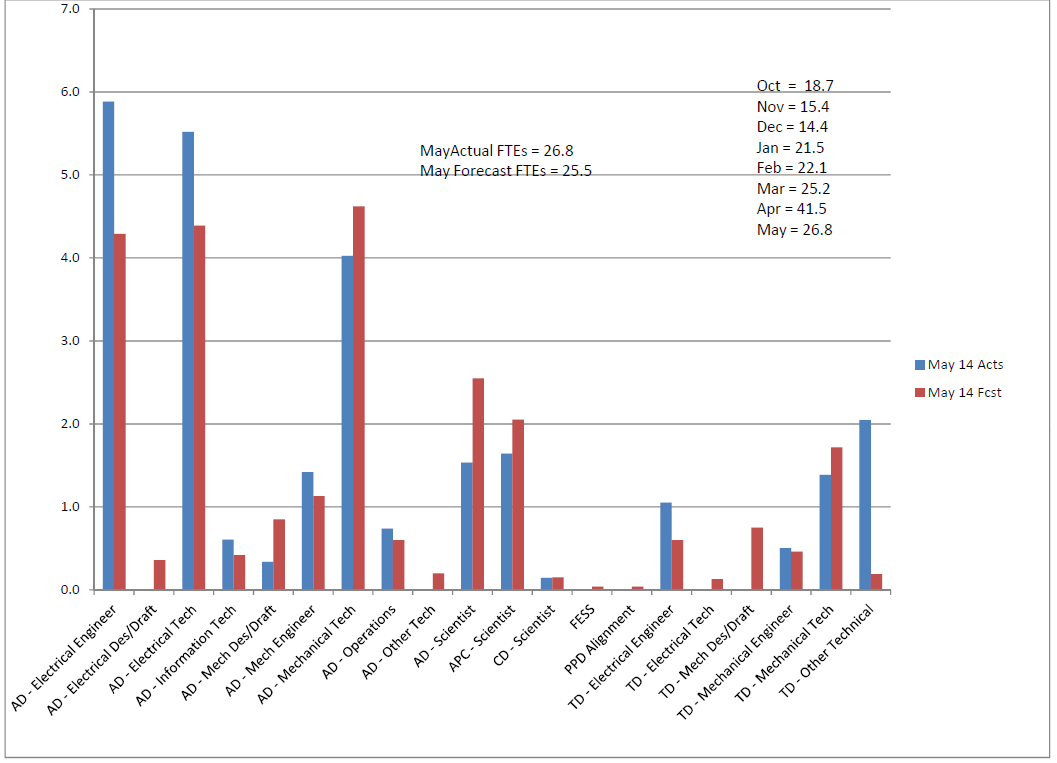 7.0
6.0
5.0
4.0
3.0
2.0
1.0
0.0
MayActual FTEs = 26.8
May Forecast FTEs = 25.5
Oct = 18.7
Nov = 15.4
Dec = 14.4
Jan = 21.5
Feb = 22.1
Mar = 25.2
Apr = 41.5
May = 26.8
May 14 Acts
May 14 Fcst
AD - Electrical Engineer
AD - Electrical Des/Draft
AD - Electrical Tech
AD - Information Tech
AD - Mech Des/Draft
AD - Mech Engineer
AD - Mechanical Tech
AD - Operations
AD - Other Tech
AD - Scientist
APC - Scientist
CD - Scientist
FESS
PPD Alignment
TD - Electrical Engineer
TD - Electrical Tech
TD - Mech Des/Draft
TD - Mechanical Engineer
TD - Mechanical Tech
TD - Other Technical